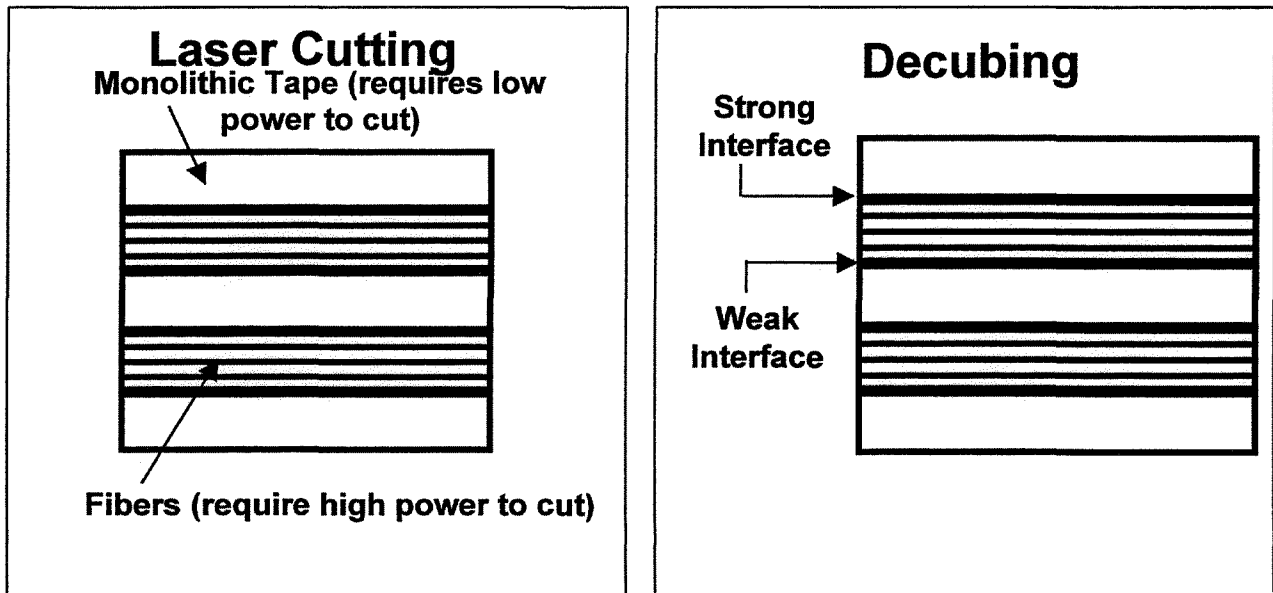 Laser Cutting
Monolithic Tape (requires low
power to cut)
Fibers (require high power to cut)
Decubing
Strong
Interface
Weak
Interface